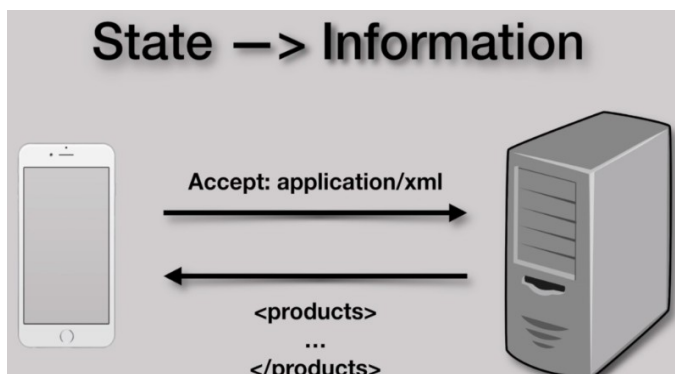 State —> Information
Accept: application/xml
<products>
...
</products>